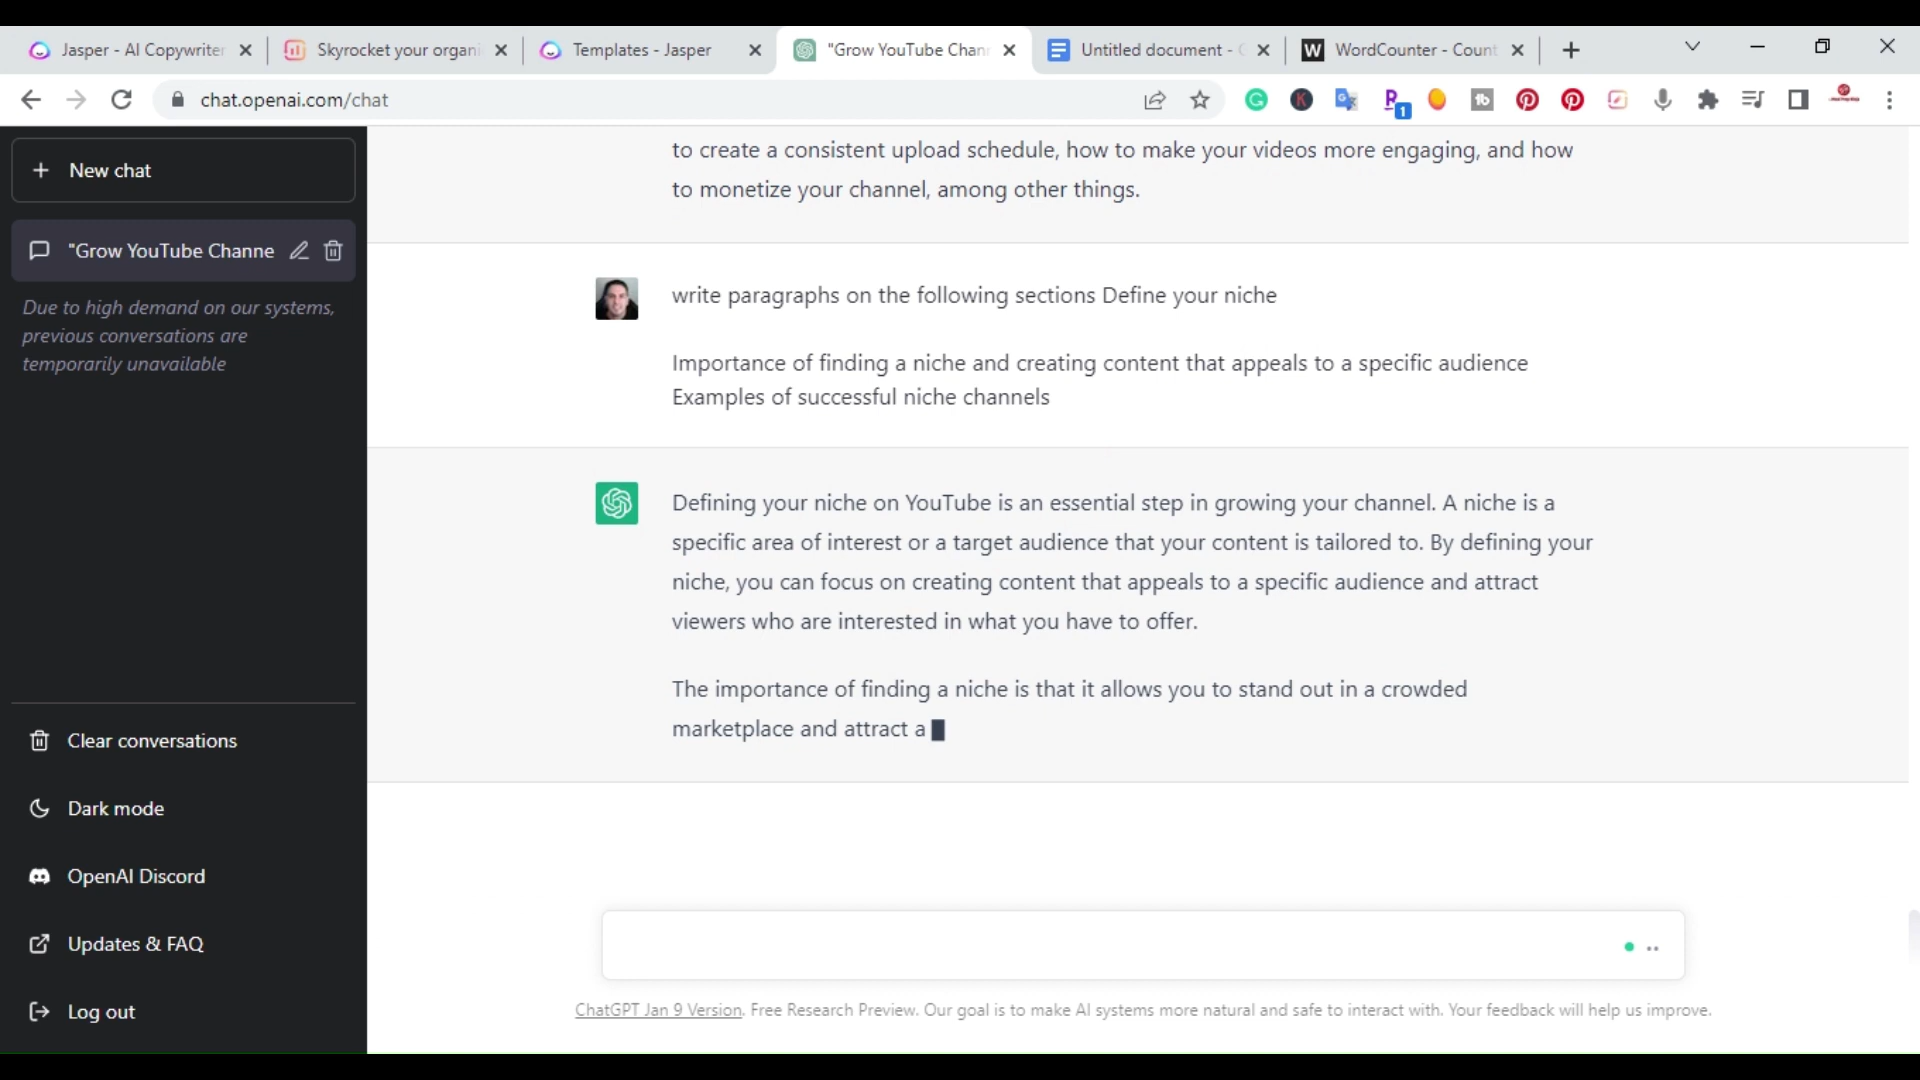 Jasper - AI Copywriter
Skyrocket your organi
Templates - Jasper
"Grow YouTube Chan
Untitled document -
WordCounter - Count
chat.openai.com/chat
1
New chat
"Grow YouTube Channe
Due to high demand on our systems,
previous conversations are
temporarily unavailable
Clear conversations
Dark mode
OpenAI Discord
Updates & FAQ
Log out
to create a consistent upload schedule, how to make your videos more engaging, and how
to monetize your channel, among other things.
write paragraphs on the following sections Define your niche
Importance of finding a niche and creating content that appeals to a specific audience
Examples of successful niche channels
Defining your niche on YouTube is an essential step in growing your channel. A niche is a
specific area of interest or a target audience that your content is tailored to. By defining your
niche, you can focus on creating content that appeals to a specific audience and attract
viewers who are interested in what you have to offer.
The importance of finding a niche is that it allows you to stand out in a crowded
marketplace and attract a
ChatGPT Jan 9 Version. Free Research Preview. Our goal is to make AI systems more natural and safe to interact with. Your feedback will help us improve.